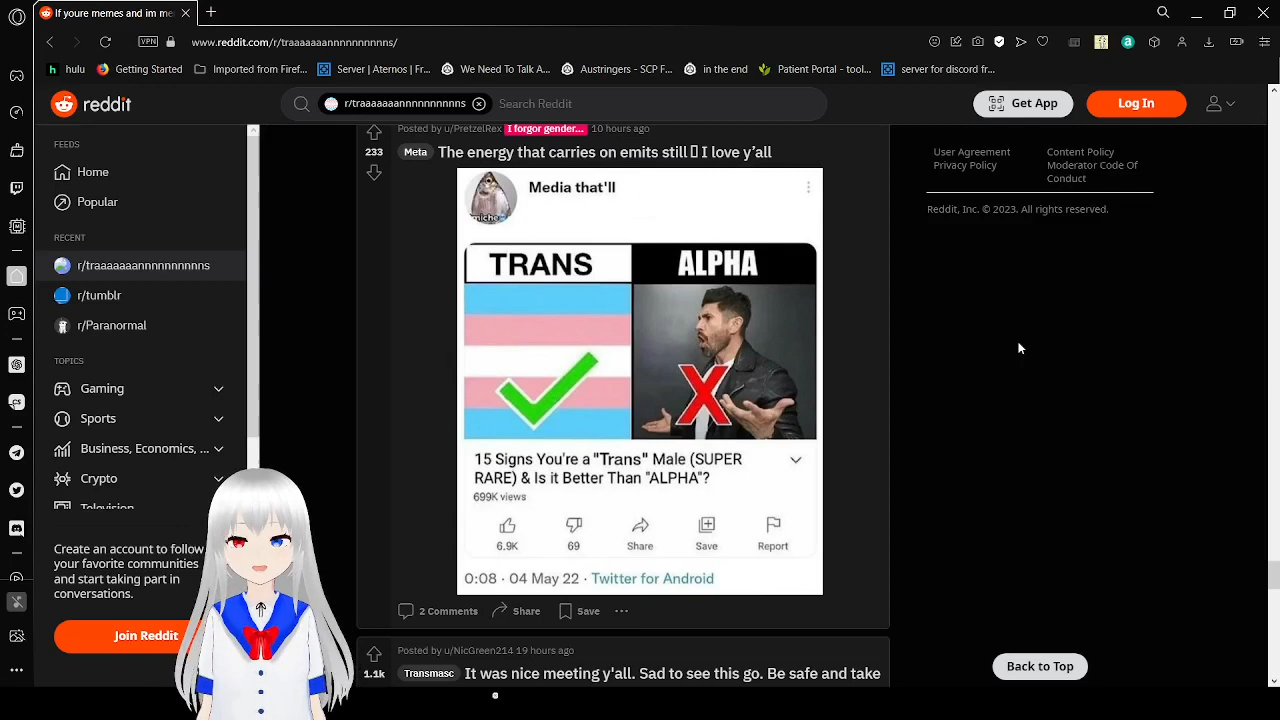 If youre memes and im me
www.reddit.com/r/traaaaaaannnnnnnnnns/
VPN
hulu
Getting Started
Imported from Firef...
Server | Aternos | Fr...
We Need To Talk A...
Austringers - SCP F...
in the end
Patient Portal - tool...
server for discord fr...
reddit
r/traaaaaaannnnnnnnnns
Search Reddit
Get App
Log In
FEEDS
Home
Popular
RECENT
r/traaaaaaannnnnnnnnns
r/tumblr
r/Paranormal
TOPICS
Gaming
Sports
Business, Economics, ...
Crypto
Television
Create an account to follow
your favorite communities
and start taking part in
conversations.
Join Reddit
Posted by u/PretzelRex I forgor gender... 10 hours ago
233
Meta The energy that carries on emits still I love y'all
Media that'll
miche
TRANS
ALPHA
15 Signs You're a "Trans" Male (SUPER
RARE) & Is it Better Than "ALPHA"?
699K views
6.9K
69
Share
Save
Report
0:08 · 04 May 22 · Twitter for Android
2 Comments
Share
Save
Posted by u/NicGreen214 19 hours ago
1.1k
Transmasc It was nice meeting y'all. Sad to see this go. Be safe and take
User Agreement
Privacy Policy
Content Policy
Moderator Code Of
Conduct
Reddit, Inc. © 2023. All rights reserved.
Back to Top